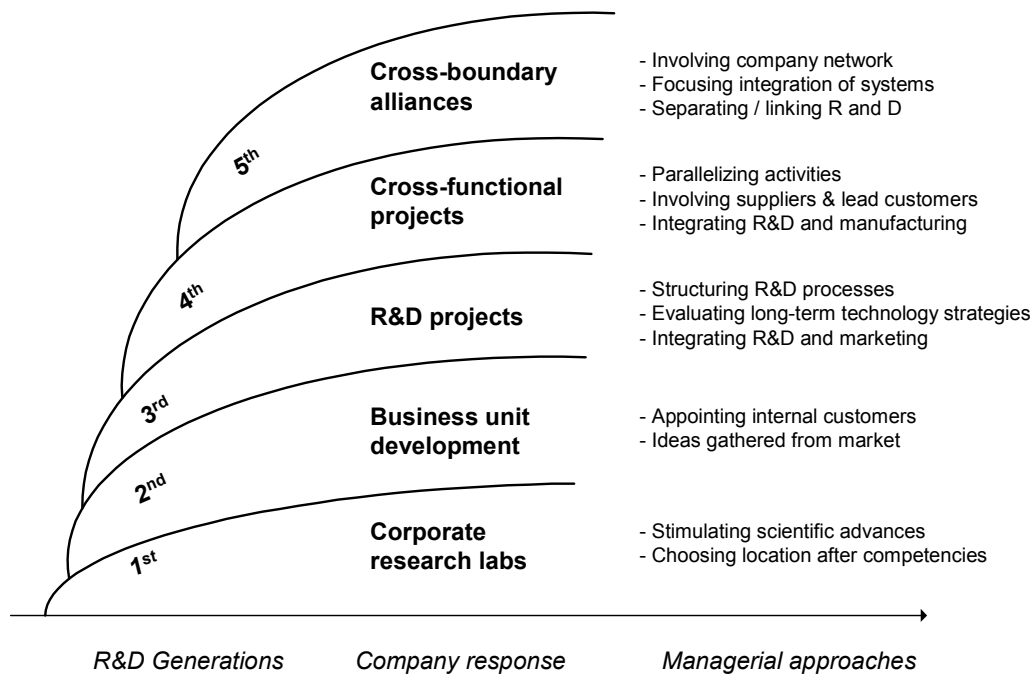 Cross-boundary
alliances
- Involving company network
- Focusing integration of systems
- Separating / linking R and D
5th
Cross-functional
projects
- Parallelizing activities
- Involving suppliers & lead customers
- Integrating R&D and manufacturing
4th
R&D projects
- Structuring R&D processes
- Evaluating long-term technology strategies
- Integrating R&D and marketing
3rd
Business unit
development
- Appointing internal customers
- Ideas gathered from market
2nd
Corporate
research labs
- Stimulating scientific advances
- Choosing location after competencies
1st
R&D Generations
Company response
Managerial approaches